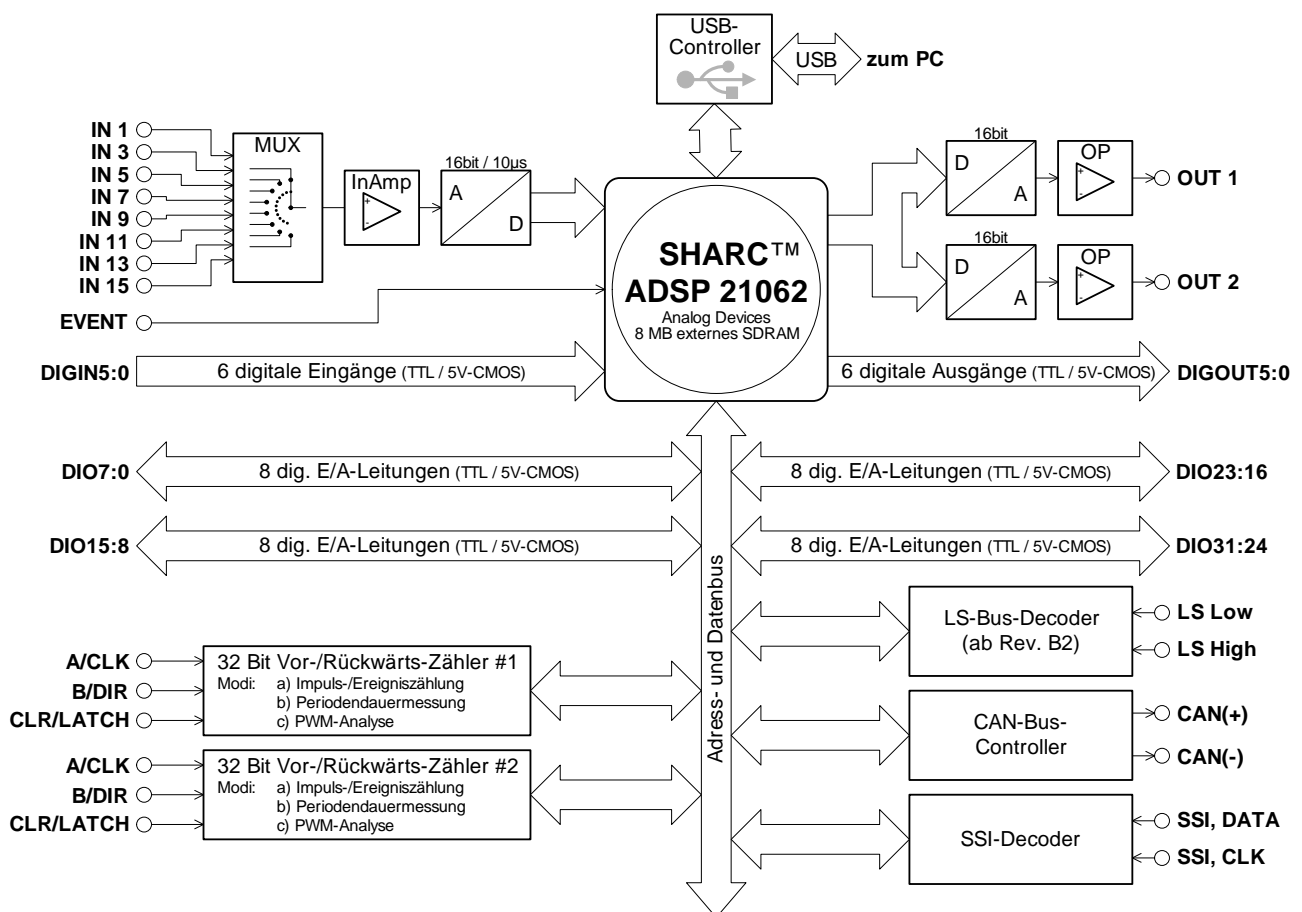 USB-
Controller
USB
zum PC
IN 1
IN 3
IN 5
IN 7
IN 9
IN 11
IN 13
IN 15
EVENT
MUX
InAmp
16bit / 10µs
A
D
SHARC™
ADSP 21062
Analog Devices
8 MB externes SDRAM
16bit
D
A
OP
OUT 1
16bit
D
A
OP
OUT 2
DIGIN5:0
6 digitale Eingänge (TTL / 5V-CMOS)
6 digitale Ausgänge (TTL / 5V-CMOS)
DIGOUT5:0
DIO7:0
8 dig. E/A-Leitungen (TTL / 5V-CMOS)
8 dig. E/A-Leitungen (TTL / 5V-CMOS)
DIO23:16
DIO15:8
8 dig. E/A-Leitungen (TTL / 5V-CMOS)
8 dig. E/A-Leitungen (TTL / 5V-CMOS)
DIO31:24
Adress- und Datenbus
A/CLK
B/DIR
CLR/LATCH
32 Bit Vor-/Rückwärts-Zähler #1
Modi: a) Impuls-/Ereigniszählung
b) Periodendauermessung
c) PWM-Analyse
A/CLK
B/DIR
CLR/LATCH
32 Bit Vor-/Rückwärts-Zähler #2
Modi: a) Impuls-/Ereigniszählung
b) Periodendauermessung
c) PWM-Analyse
LS-Bus-Decoder
(ab Rev. B2)
LS Low
LS High
CAN-Bus-
Controller
CAN(+)
CAN(-)
SSI-Decoder
SSI, DATA
SSI, CLK